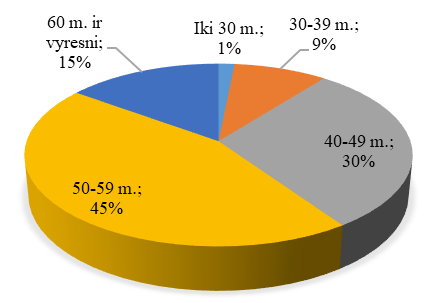 60 m. ir
vyresni;
15%
Iki 30 m.;
1%
30-39 m.;
9%
40-49 m.;
30%
50-59 m.;
45%